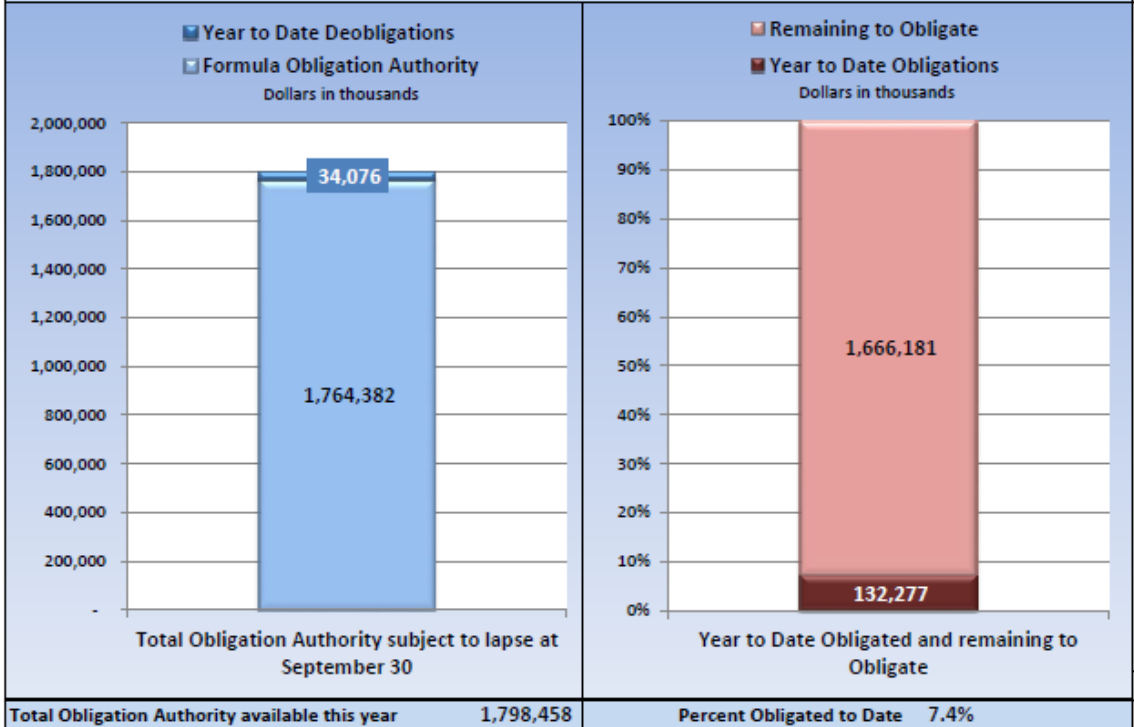 Year to Date Deobligations
Formula Obligation Authority
Dollars in thousands
2,000,000
1,800,000
1,600,000
1,400,000
1,200,000
1,000,000
800,000
600,000
400,000
200,000
-
34,076
1,764,382
Total Obligation Authority subject to lapse at
September 30
Total Obligation Authority available this year 1,798,458
Remaining to Obligate
Year to Date Obligations
Dollars in thousands
100%
90%
80%
70%
60%
50%
40%
30%
20%
10%
0%
1,666,181
132,277
Year to Date Obligated and remaining to
Obligate
Percent Obligated to Date 7.4%